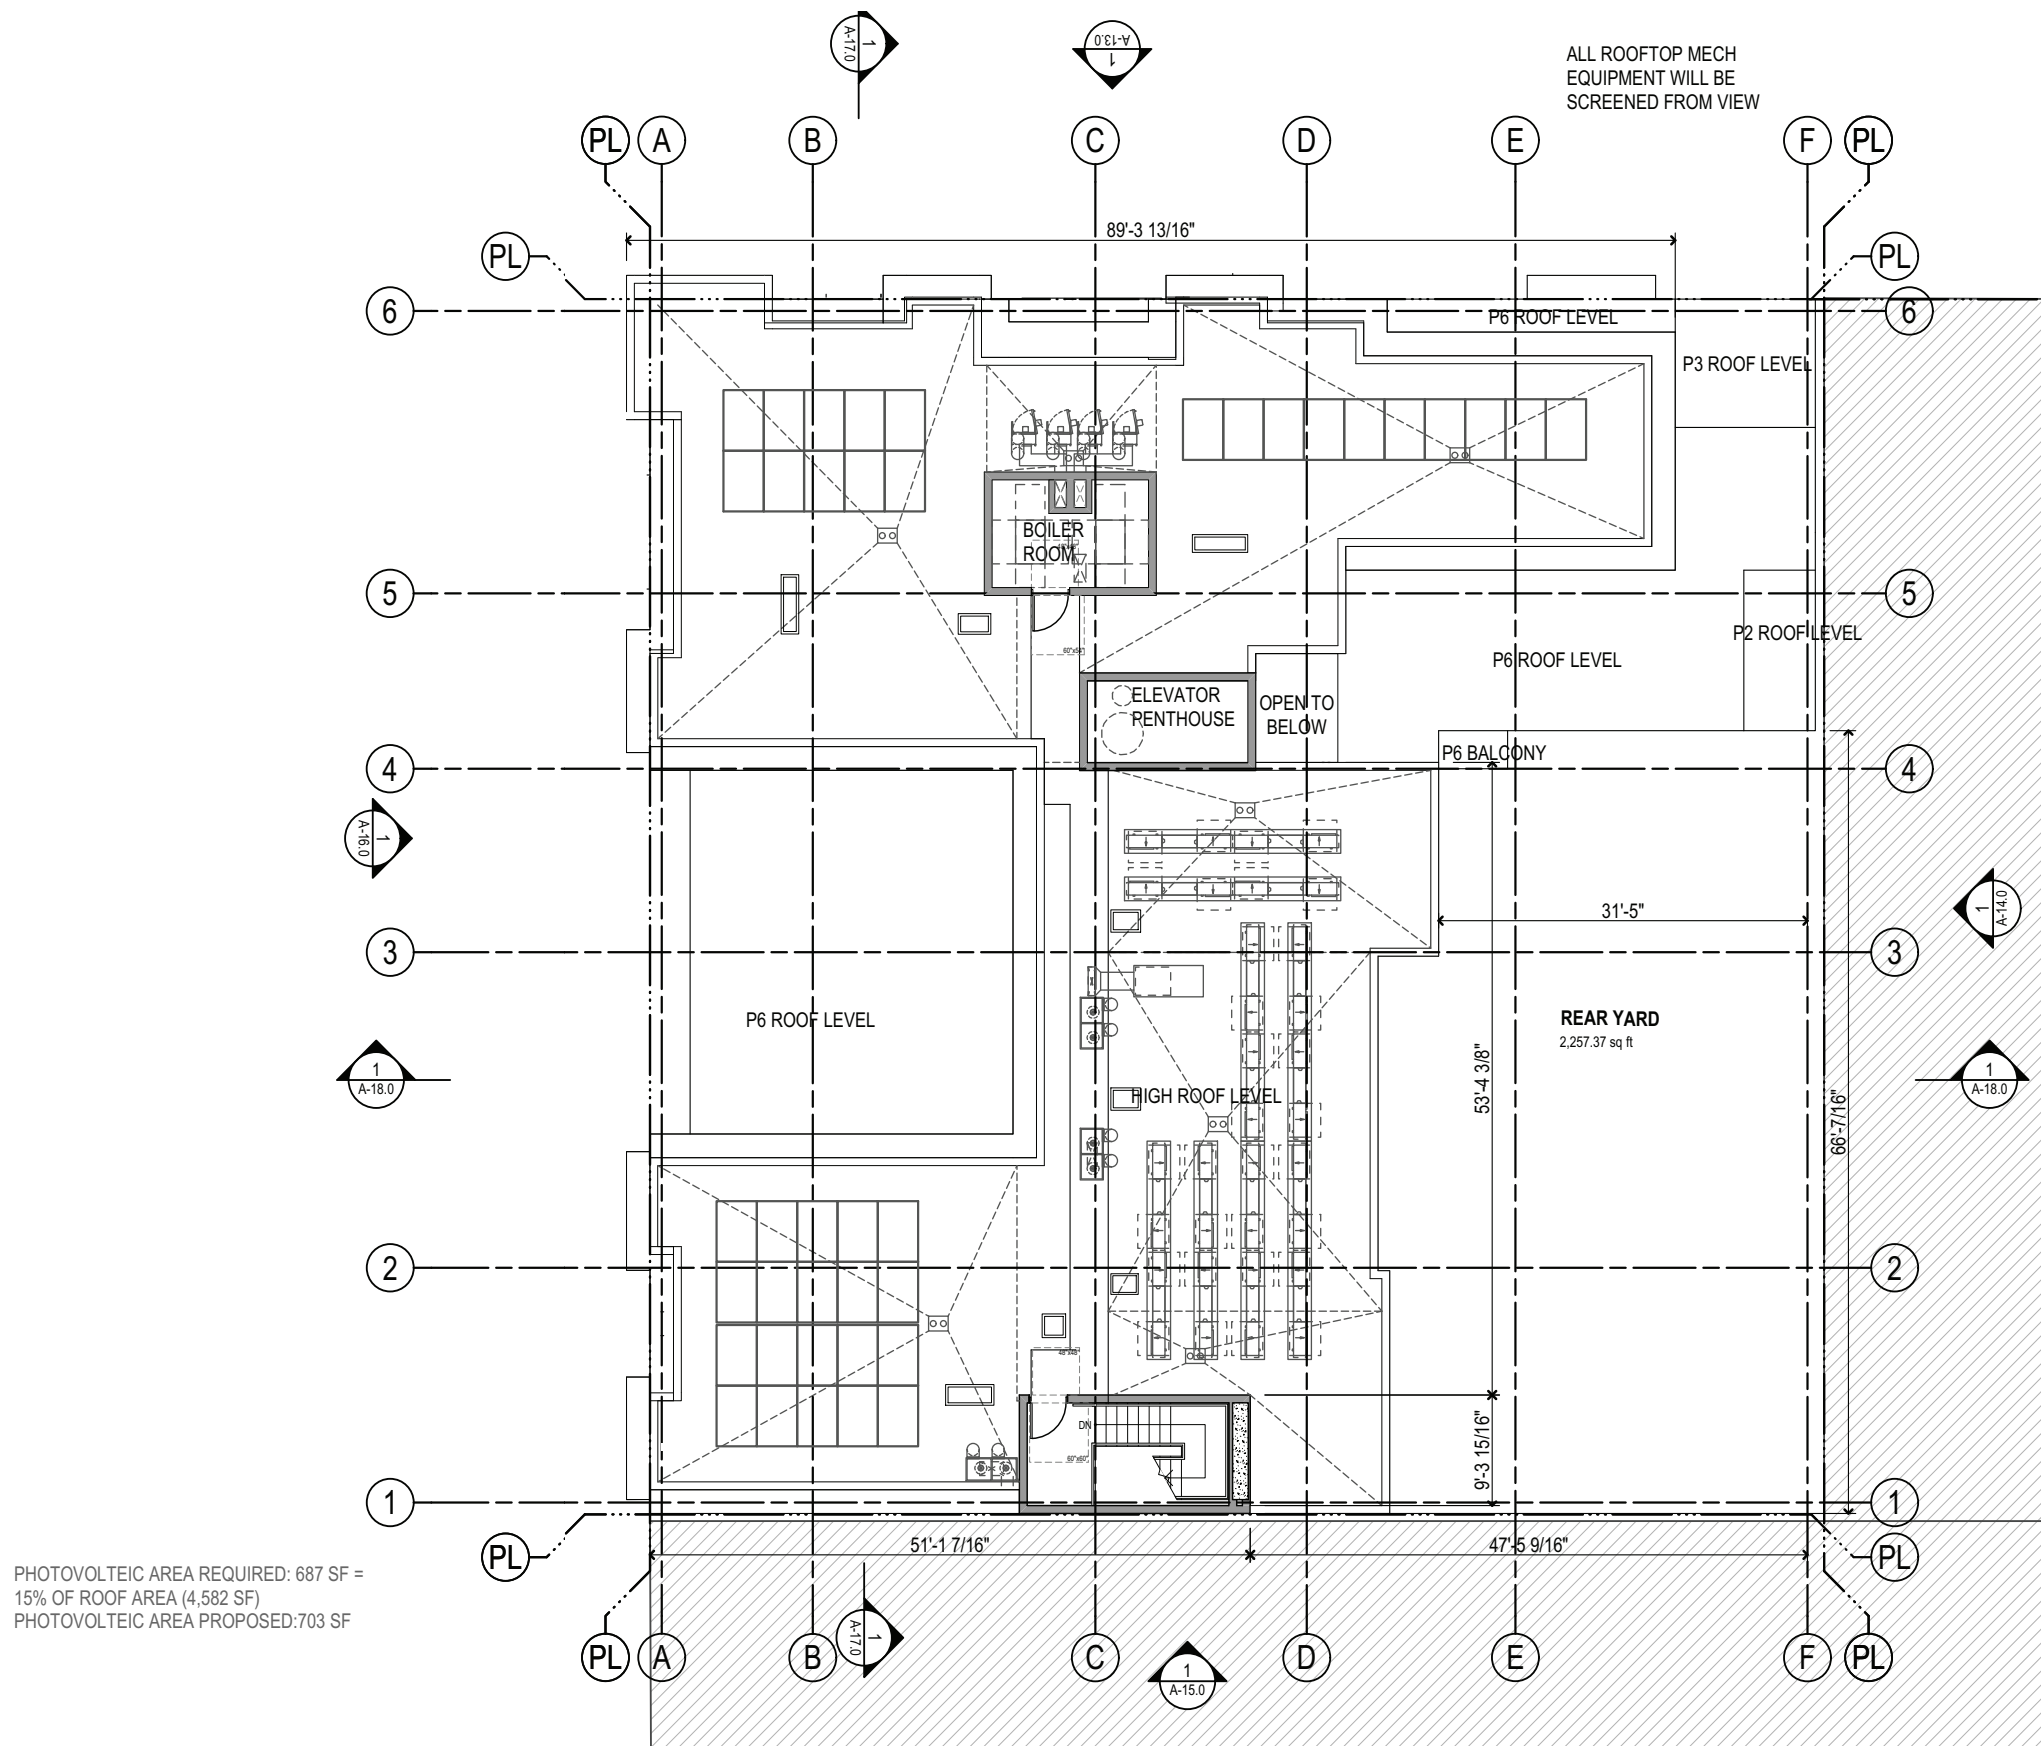 1
A-17.0
A-13.0
1
ALL ROOFTOP MECH
EQUIPMENT WILL BE
SCREENED FROM VIEW
PL
A
B
C
D
E
F
PL
89'-3 13/16"
PL
PL
6
P6 ROOF LEVEL
6
P3 ROOF LEVEL
BOILER
ROOM
5
5
60"x54"
P2 ROOF LEVEL
P6 ROOF LEVEL
ELEVATOR
PENTHOUSE
OPEN TO
BELOW
P6 BALCONY
4
4
1
A-16.0
31'-5"
1
A-14.0
3
3
P6 ROOF LEVEL
REAR YARD
2,257.37 sq ft
1
A-18.0
HIGH ROOF LEVEL
53'-4 3/8"
66'-7/16"
1
A-18.0
2
2
48"x48"
DN
60"x60"
9'-3 15/16"
1
1
51'-1 7/16"
47'-5 9/16"
PL
PL
PHOTOVOLTEIC AREA REQUIRED: 687 SF =
15% OF ROOF AREA (4,582 SF)
PHOTOVOLTEIC AREA PROPOSED:703 SF
PL
A
B
1
A-17.0
C
1
A-15.0
D
E
F
PL